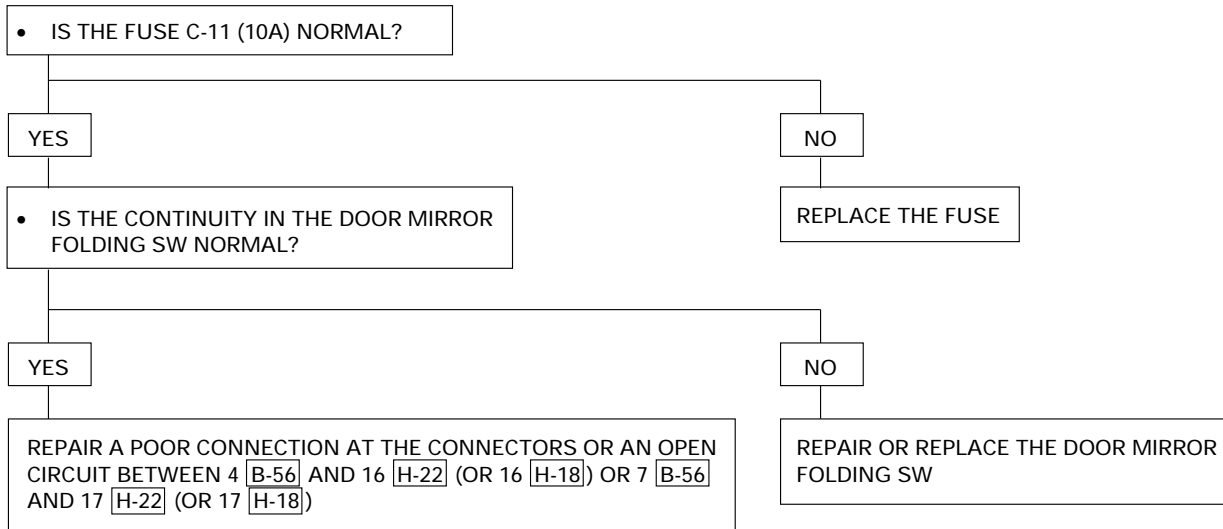 • IS THE FUSE C-11 (10A) NORMAL?
YES
NO
• IS THE CONTINUITY IN THE DOOR MIRROR
FOLDING SW NORMAL?
REPLACE THE FUSE
YES
NO
REPAIR A POOR CONNECTION AT THE CONNECTORS OR AN OPEN
CIRCUIT BETWEEN 4 B-56 AND 16 H-22 (OR 16 H-18) OR 7 B-56
AND 17 H-22 (OR 17 H-18)
REPAIR OR REPLACE THE DOOR MIRROR
FOLDING SW